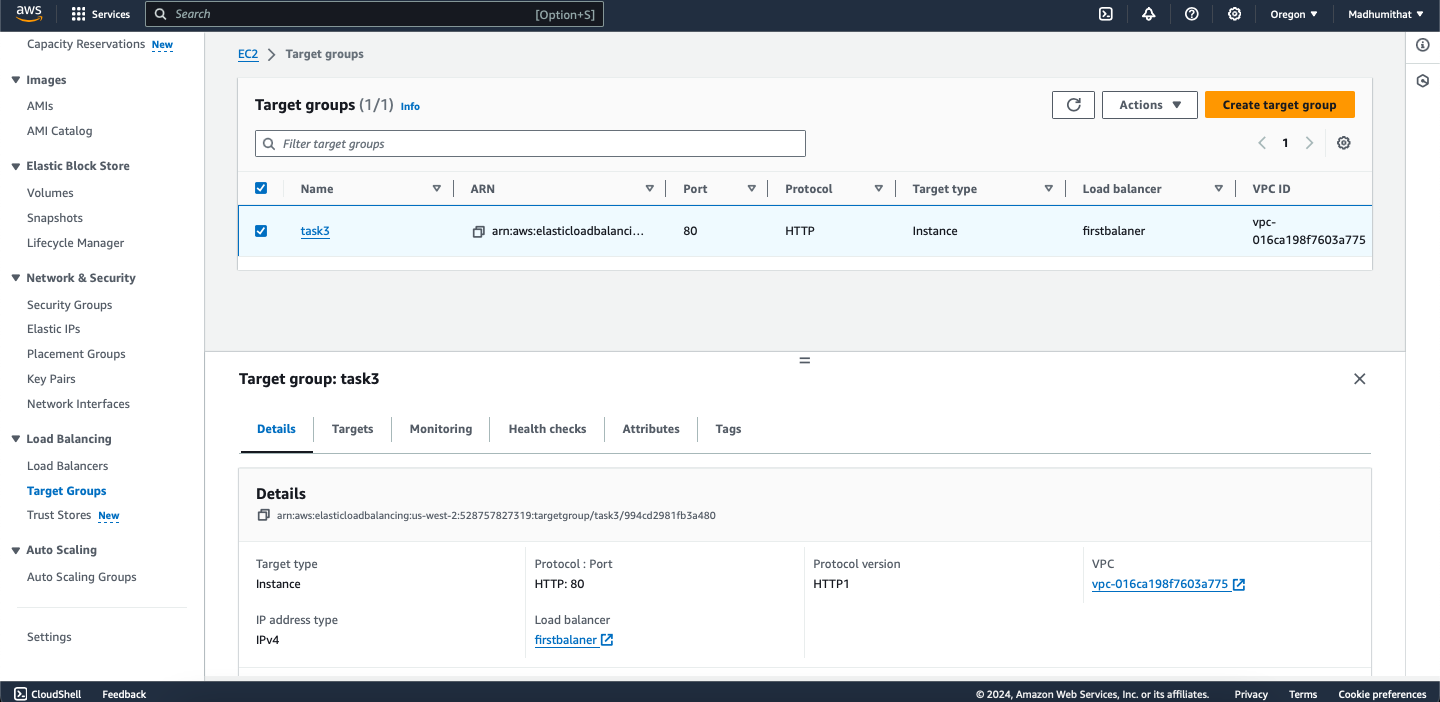 aws Services Search [Option+S] Oregon Madhumithat
Capacity Reservations New
Images
AMIs
AMI Catalog
Elastic Block Store
Volumes
Snapshots
Lifecycle Manager
Network & Security
Security Groups
Elastic IPs
Placement Groups
Key Pairs
Network Interfaces
Load Balancing
Load Balancers
Target Groups
Trust Stores New
Auto Scaling
Auto Scaling Groups
Settings
EC2 Target groups
Target groups (1/1) Info
Actions
Create target group
Filter target groups
1
Name ARN Port Protocol Target type Load balancer VPC ID
task3 arn:aws:elasticloadbalanci... 80 HTTP Instance firstbalaner vpc-
016ca198f7603a775
Target group: task3
Details Targets Monitoring Health checks Attributes Tags
Details
arn:aws:elasticloadbalancing:us-west-2:528757827319:targetgroup/task3/994cd2981fb3a480
Target type Protocol : Port Protocol version VPC
Instance HTTP: 80 HTTP1 vpc-016ca198f7603a775
IP address type Load balancer
IPv4 firstbalaner
CloudShell Feedback © 2024, Amazon Web Services, Inc. or its affiliates. Privacy Terms Cookie preferences